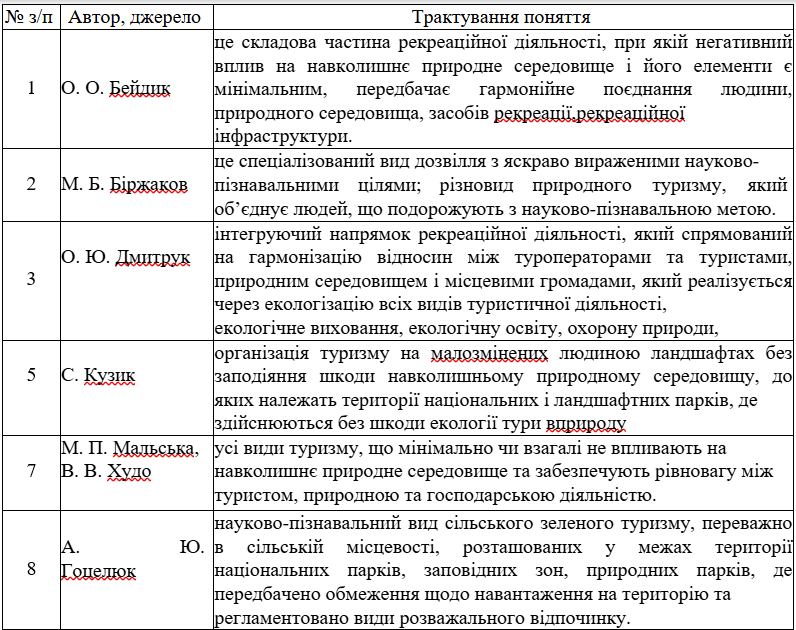 № з/п Автор, джерело Трактування поняття
це складова частина рекреаційної діяльності, при якій негативний
вплив на навколишнє природне середовище і його елементи є
1 О. О. Бейдик мінімальним, передбачає гармонійне поєднання людини,
природного середовища, засобів рекреації,рекреаційної
інфраструктури.
це спеціалізований вид дозвілля з яскраво вираженими науково-
2 М. Б. Біржаков пізнавальними цілями; різновид природного туризму, який
об’єднує людей, що подорожують з науково-пізнавальною метою.
інтегруючий напрямок рекреаційної діяльності, який спрямований
О. Ю. Дмитрук на гармонізацію відносин між туроператорами та туристами,
3 природним середовищем і місцевими громадами, який реалізується
через екологізацію всіх видів туристичної діяльності,
екологічне виховання, екологічну освіту, охорону природи,
організація туризму на малозмінених людиною ландшафтах без
5 С. Кузик заподіяння шкоди навколишньому природному середовищу, до
яких належать території національних і ландшафтних парків, де
здійснюються без шкоди екології тури вприроду
М. П. Мальська, усі види туризму, що мінімально чи взагалі не впливають на
7 В. В. Худо навколишнє природне середовище та забезпечують рівновагу між
туристом, природною та господарською діяльністю.
науково-пізнавальний вид сільського зеленого туризму, переважно
А. Ю. в сільській місцевості, розташованих у межах території
8 Гоцелюк національних парків, заповідних зон, природних парків, де
передбачено обмеження щодо навантаження на територію та
регламентовано види розважального відпочинку.